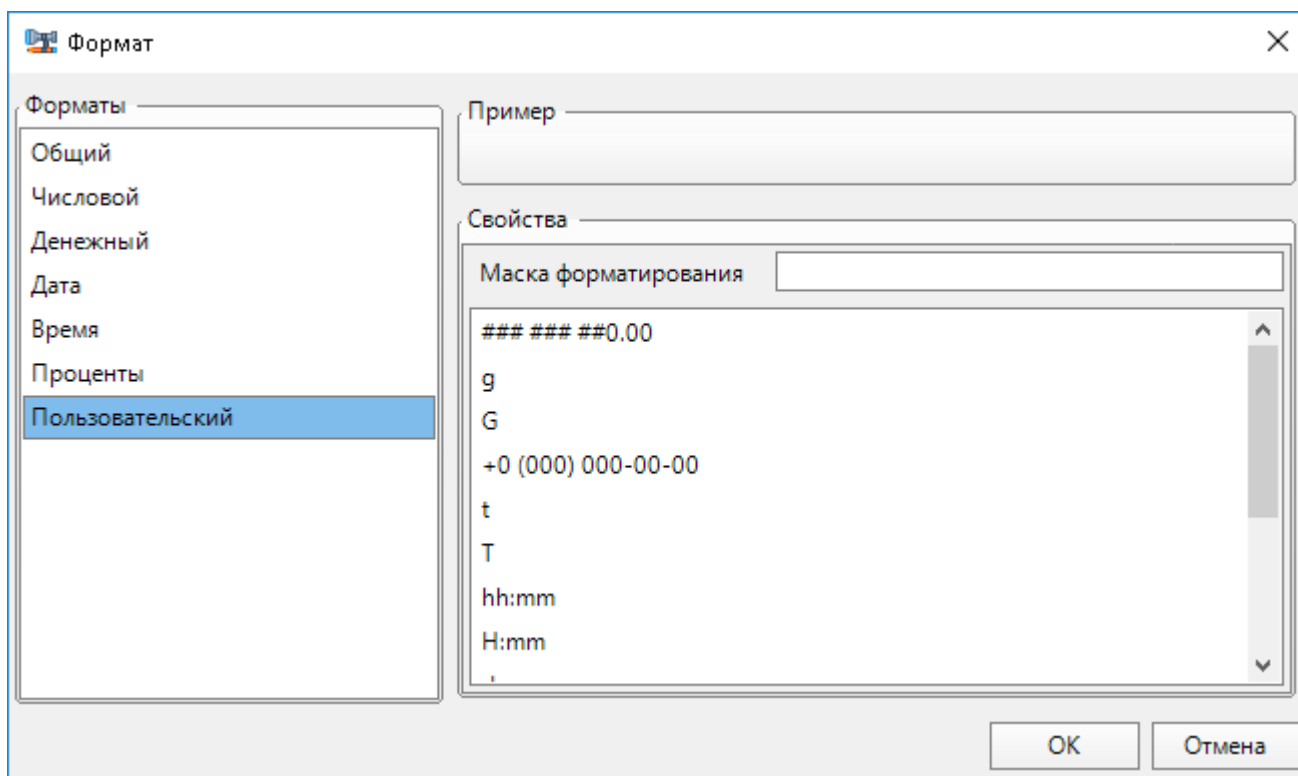 Формат
Форматы
Общий
Числовой
Денежный
Дата
Время
Проценты
Пользовательский
Пример
Свойства
Маска форматирования
### ### ##0.00
g
G
+0 (000) 000-00-00
t
T
hh:mm
H:mm
OK
Отмена